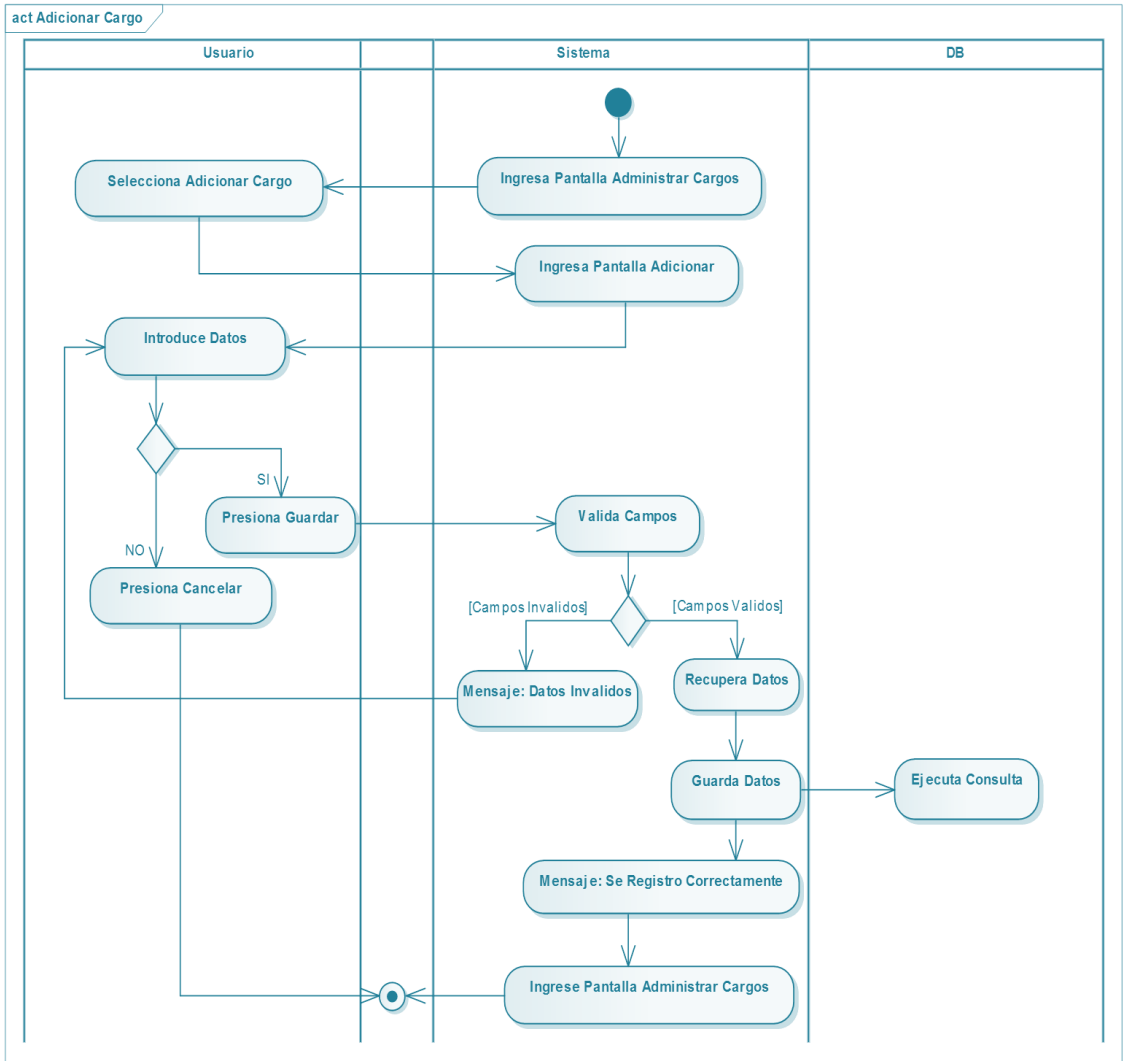 act Adicionar Cargo
Usuario
Sistema
DB
Selecciona Adicionar Cargo
Ingresa Pantalla Administrar Cargos
Ingresa Pantalla Adicionar
Introduce Datos
SI
Presiona Guardar
Valida Campos
NO
Presiona Cancelar
[Campos Invalidos]
[Campos Validos]
Mensaje: Datos Invalidos
Recupera Datos
Guarda Datos
Ejecuta Consulta
Mensaje: Se Registro Correctamente
Ingrese Pantalla Administrar Cargos